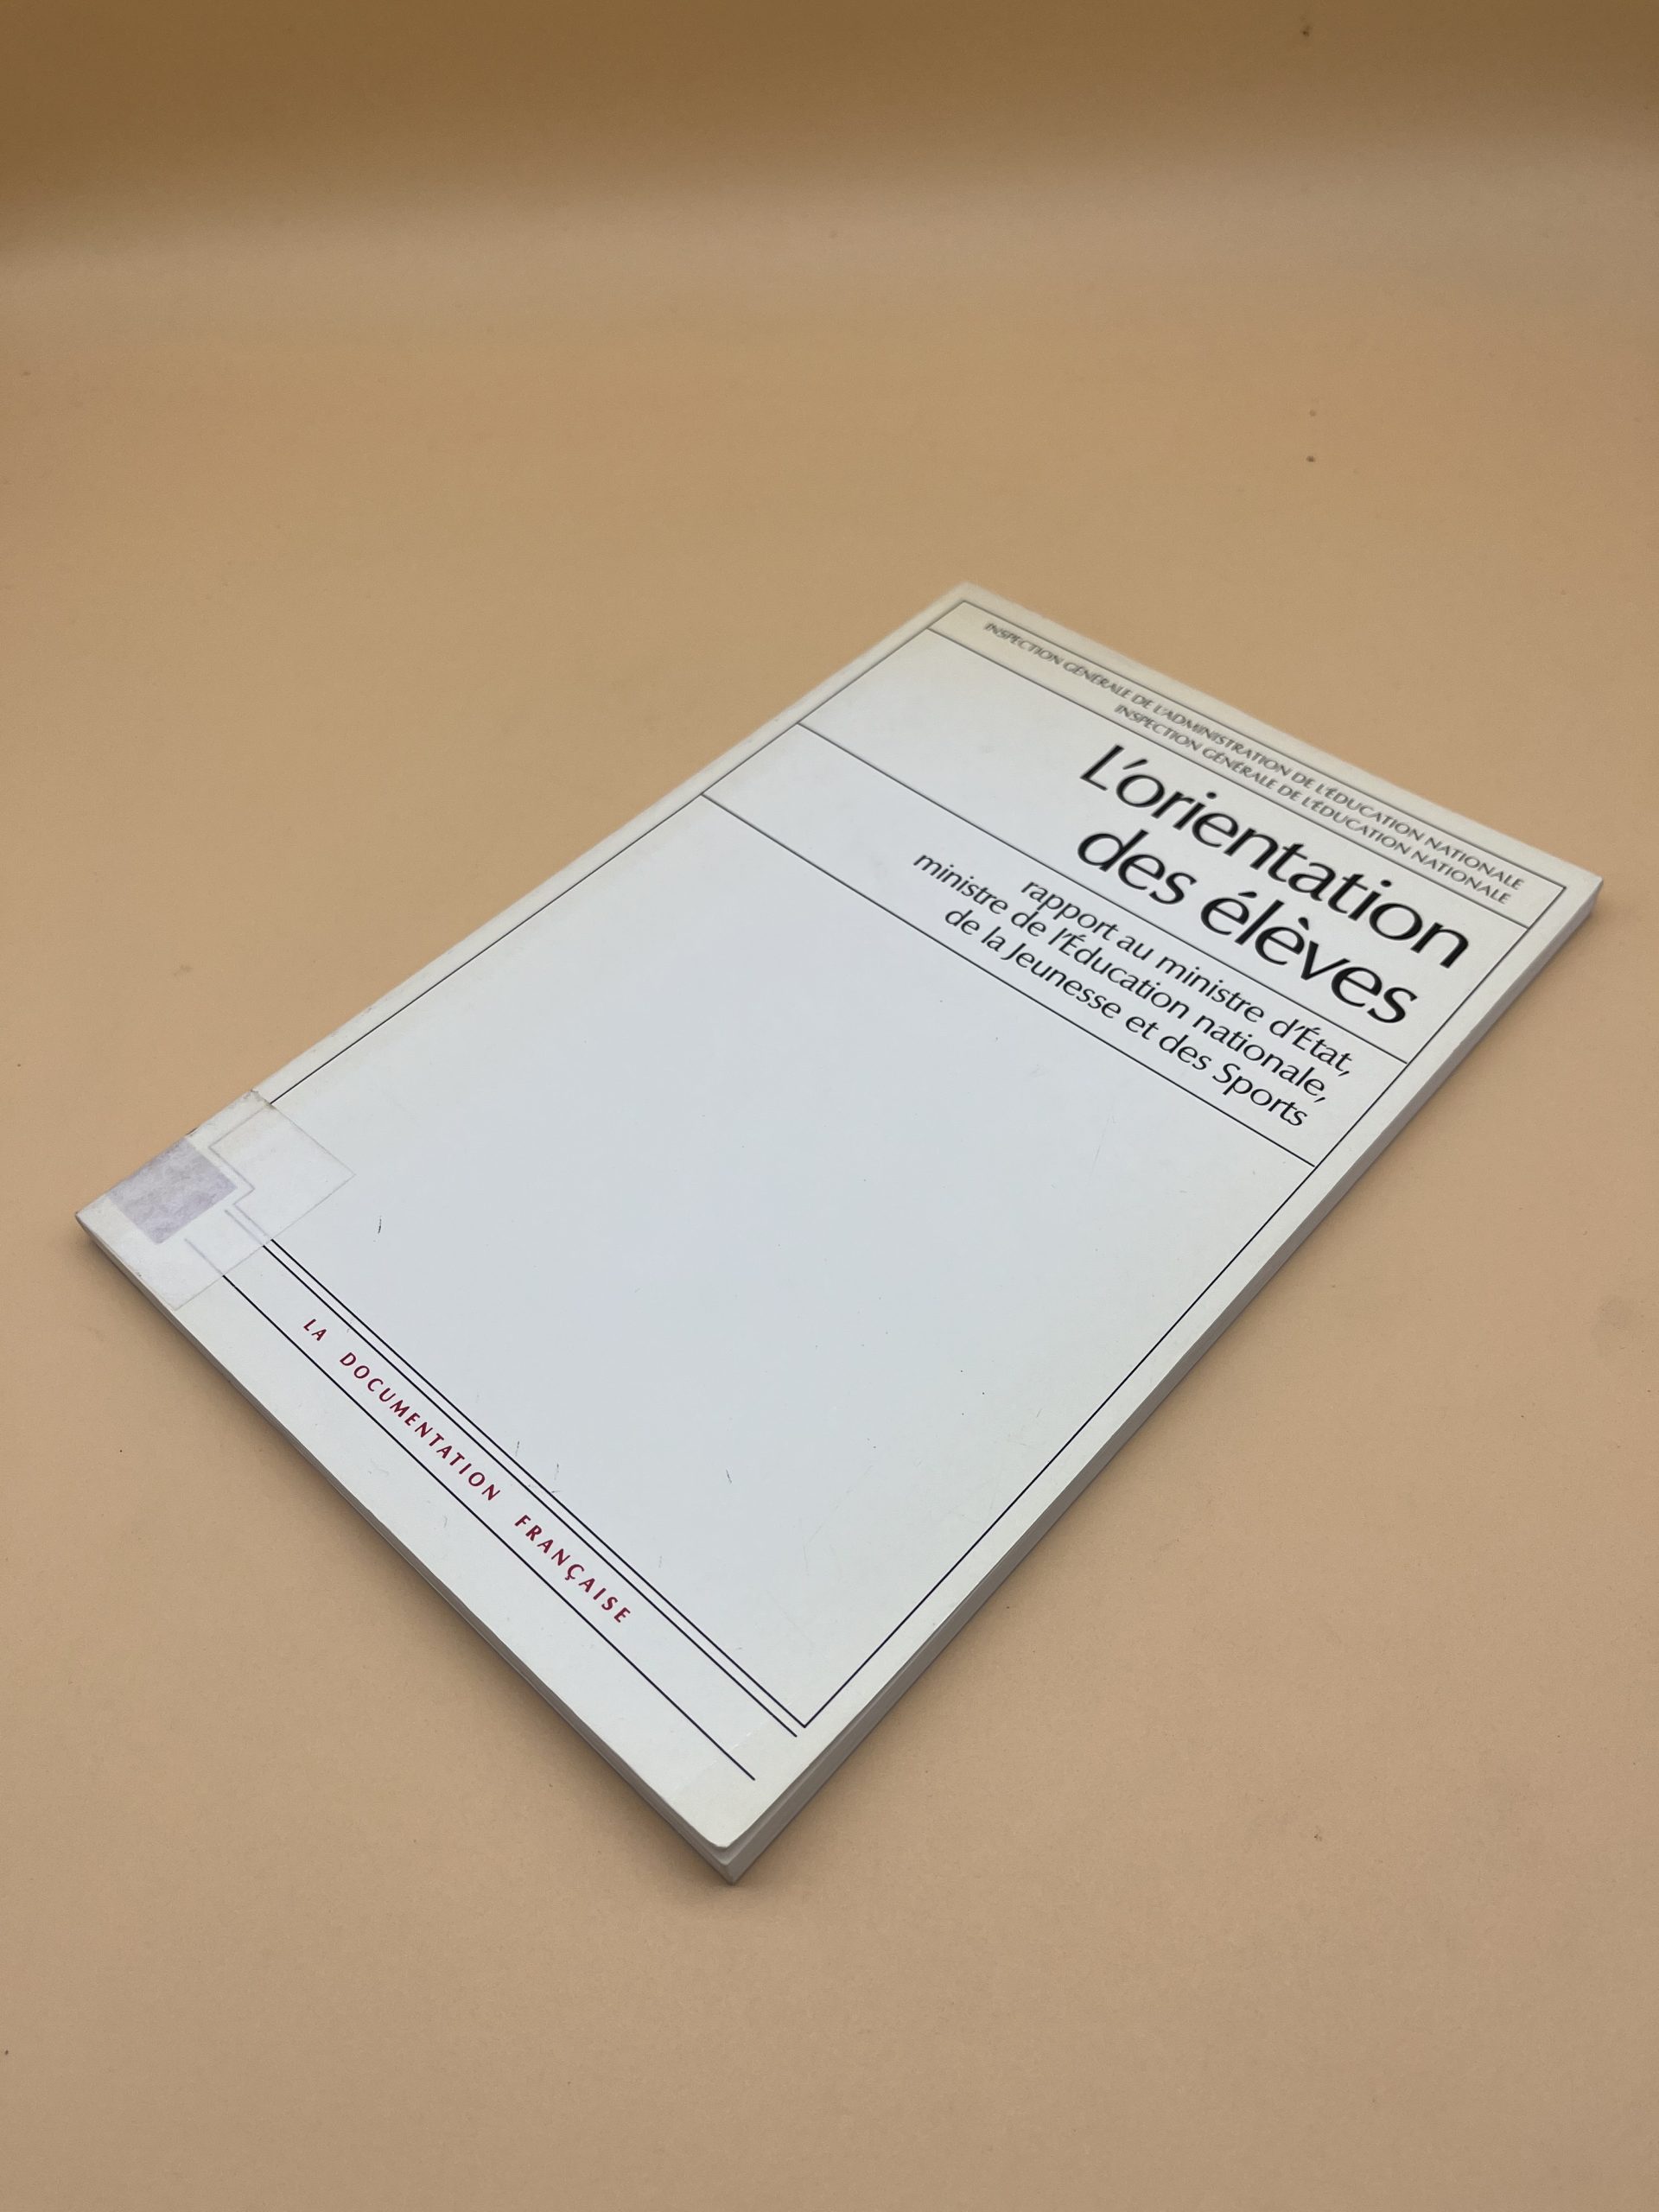 INSPECTION GÉNÉRALE DE L'ADMINISTRATION DE L'ÉDUCATION NATIONALE
INSPECTION GÉNÉRALE DE L'ÉDUCATION NATIONALE
L'orientation
des élèves
rapport au ministre d'État,
ministre de l'Éducation nationale,
de la Jeunesse et des Sports
LA DOCUMENTATION FRANÇAISE